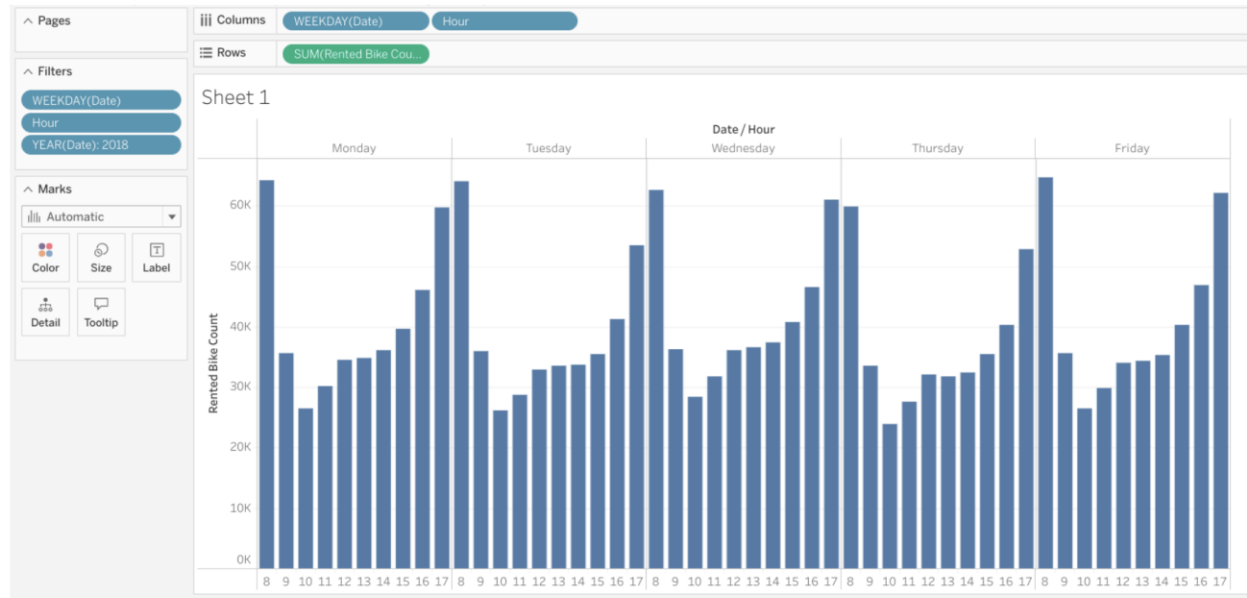 Pages
Columns
WEEKDAY(Date)
Hour
Rows
SUM(Rented Bike Cou...
Filters
WEEKDAY(Date)
Hour
YEAR(Date): 2018
Marks
Automatic
Color
Size
Label
Detail
Tooltip
Sheet 1
Date / Hour
Monday Tuesday Wednesday Thursday Friday
Rented Bike Count
60K
50K
40K
30K
20K
10K
0K
8 9 10 11 12 13 14 15 16 17 8 9 10 11 12 13 14 15 16 17 8 9 10 11 12 13 14 15 16 17 8 9 10 11 12 13 14 15 16 17 8 9 10 11 12 13 14 15 16 17